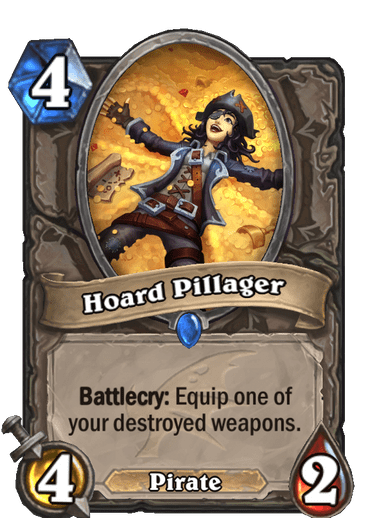 4
Hoard Pillager
Battlecry: Equip one of
your destroyed weapons.
4
Pirate
2